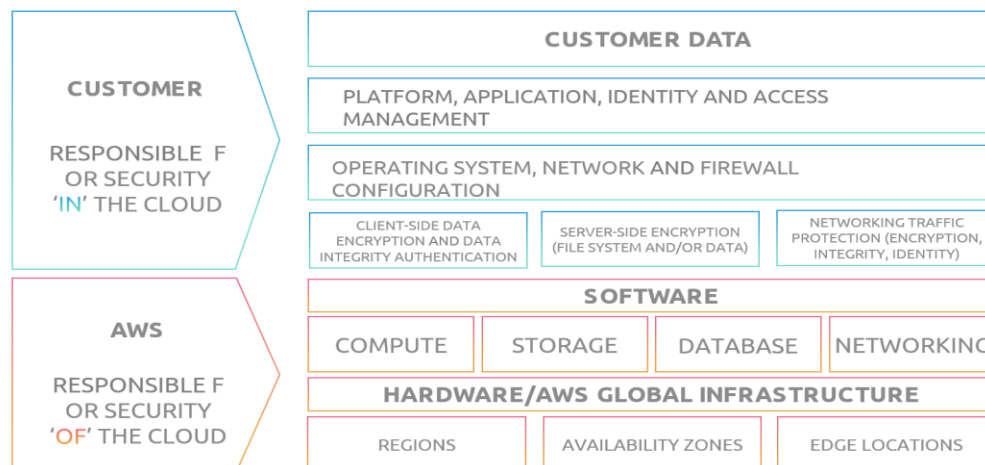 CUSTOMER
RESPONSIBLE F
OR SECURITY
‘IN’ THE CLOUD
CUSTOMER DATA
PLATFORM, APPLICATION, IDENTITY AND ACCESS
MANAGEMENT
OPERATING SYSTEM, NETWORK AND FIREWALL
CONFIGURATION
CLIENT-SIDE DATA
ENCRYPTION AND DATA
INTEGRITY AUTHENTICATION
SERVER-SIDE ENCRYPTION
(FILE SYSTEM AND/OR DATA)
NETWORKING TRAFFIC
PROTECTION (ENCRYPTION,
INTEGRITY, IDENTITY)
AWS
RESPONSIBLE F
OR SECURITY
‘OF’ THE CLOUD
SOFTWARE
COMPUTE
STORAGE
DATABASE
NETWORKING
HARDWARE/AWS GLOBAL INFRASTRUCTURE
REGIONS
AVAILABILITY ZONES
EDGE LOCATIONS